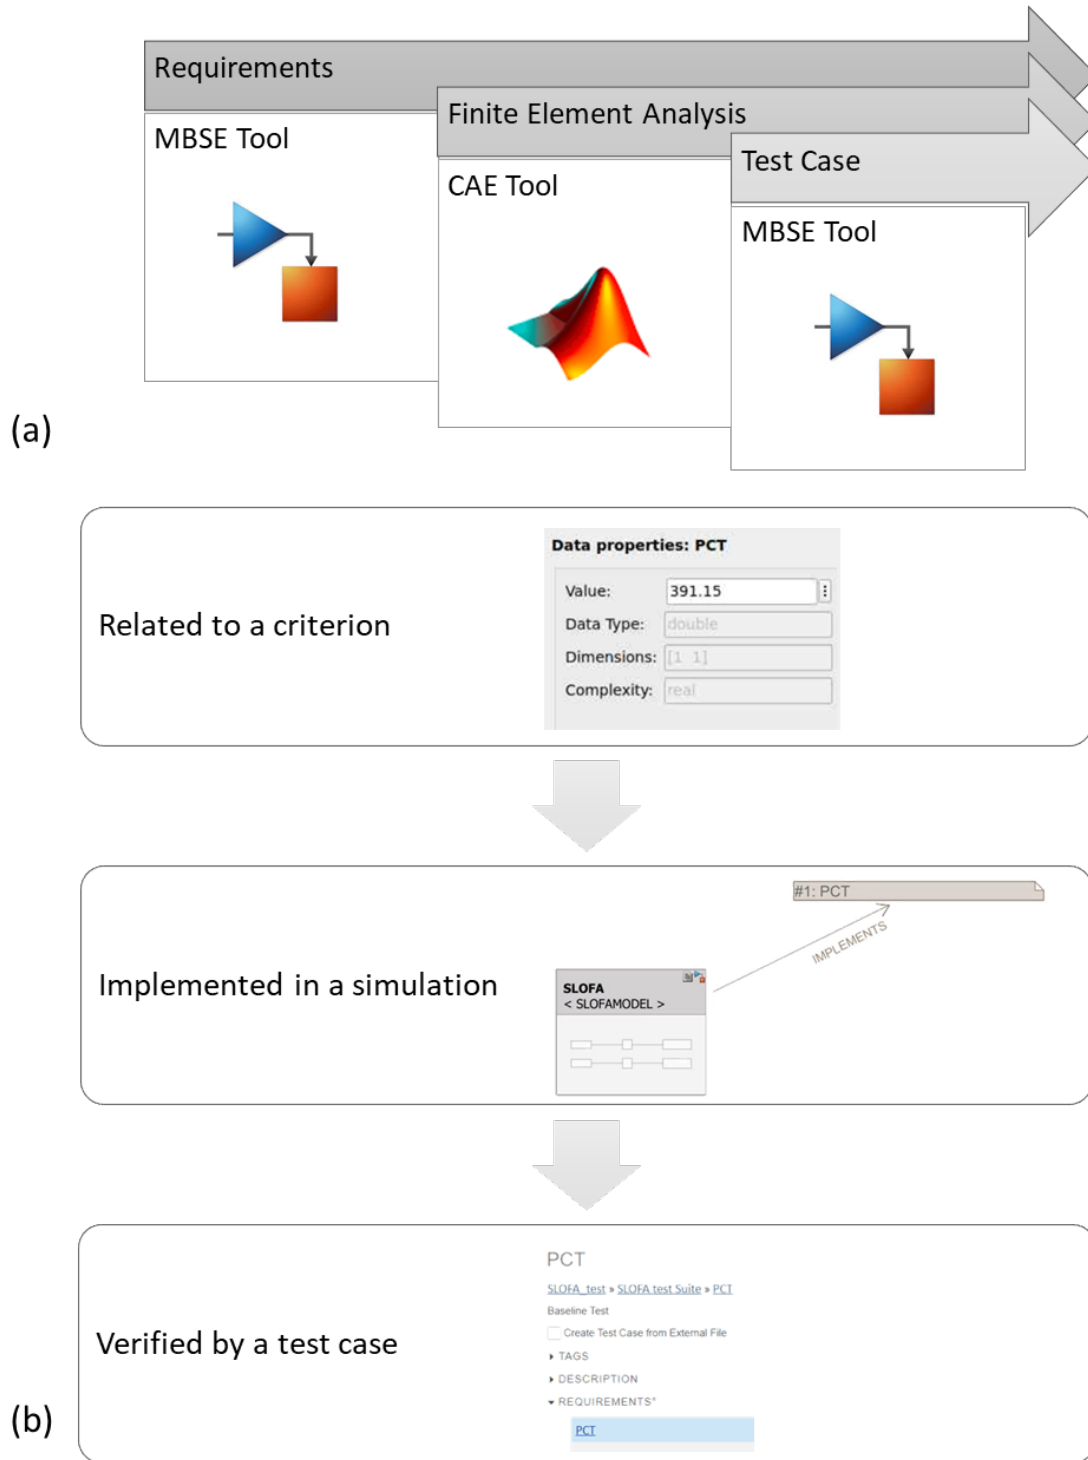 Requirements
MBSE Tool
Finite Element Analysis
CAE Tool
Test Case
MBSE Tool
(a)
Related to a criterion
Data properties: PCT
Value: 391.15
Data Type: double
Dimensions: [1 1]
Complexity: real
Implemented in a simulation
#1: PCT
IMPLEMENTS
SLOFA
< SLOFAMODEL >
Verified by a test case
PCT
SLOFA_test » SLOFA test Suite » PCT
Baseline Test
Create Test Case from External File
TAGS
DESCRIPTION
REQUIREMENTS*
PCT
(b)